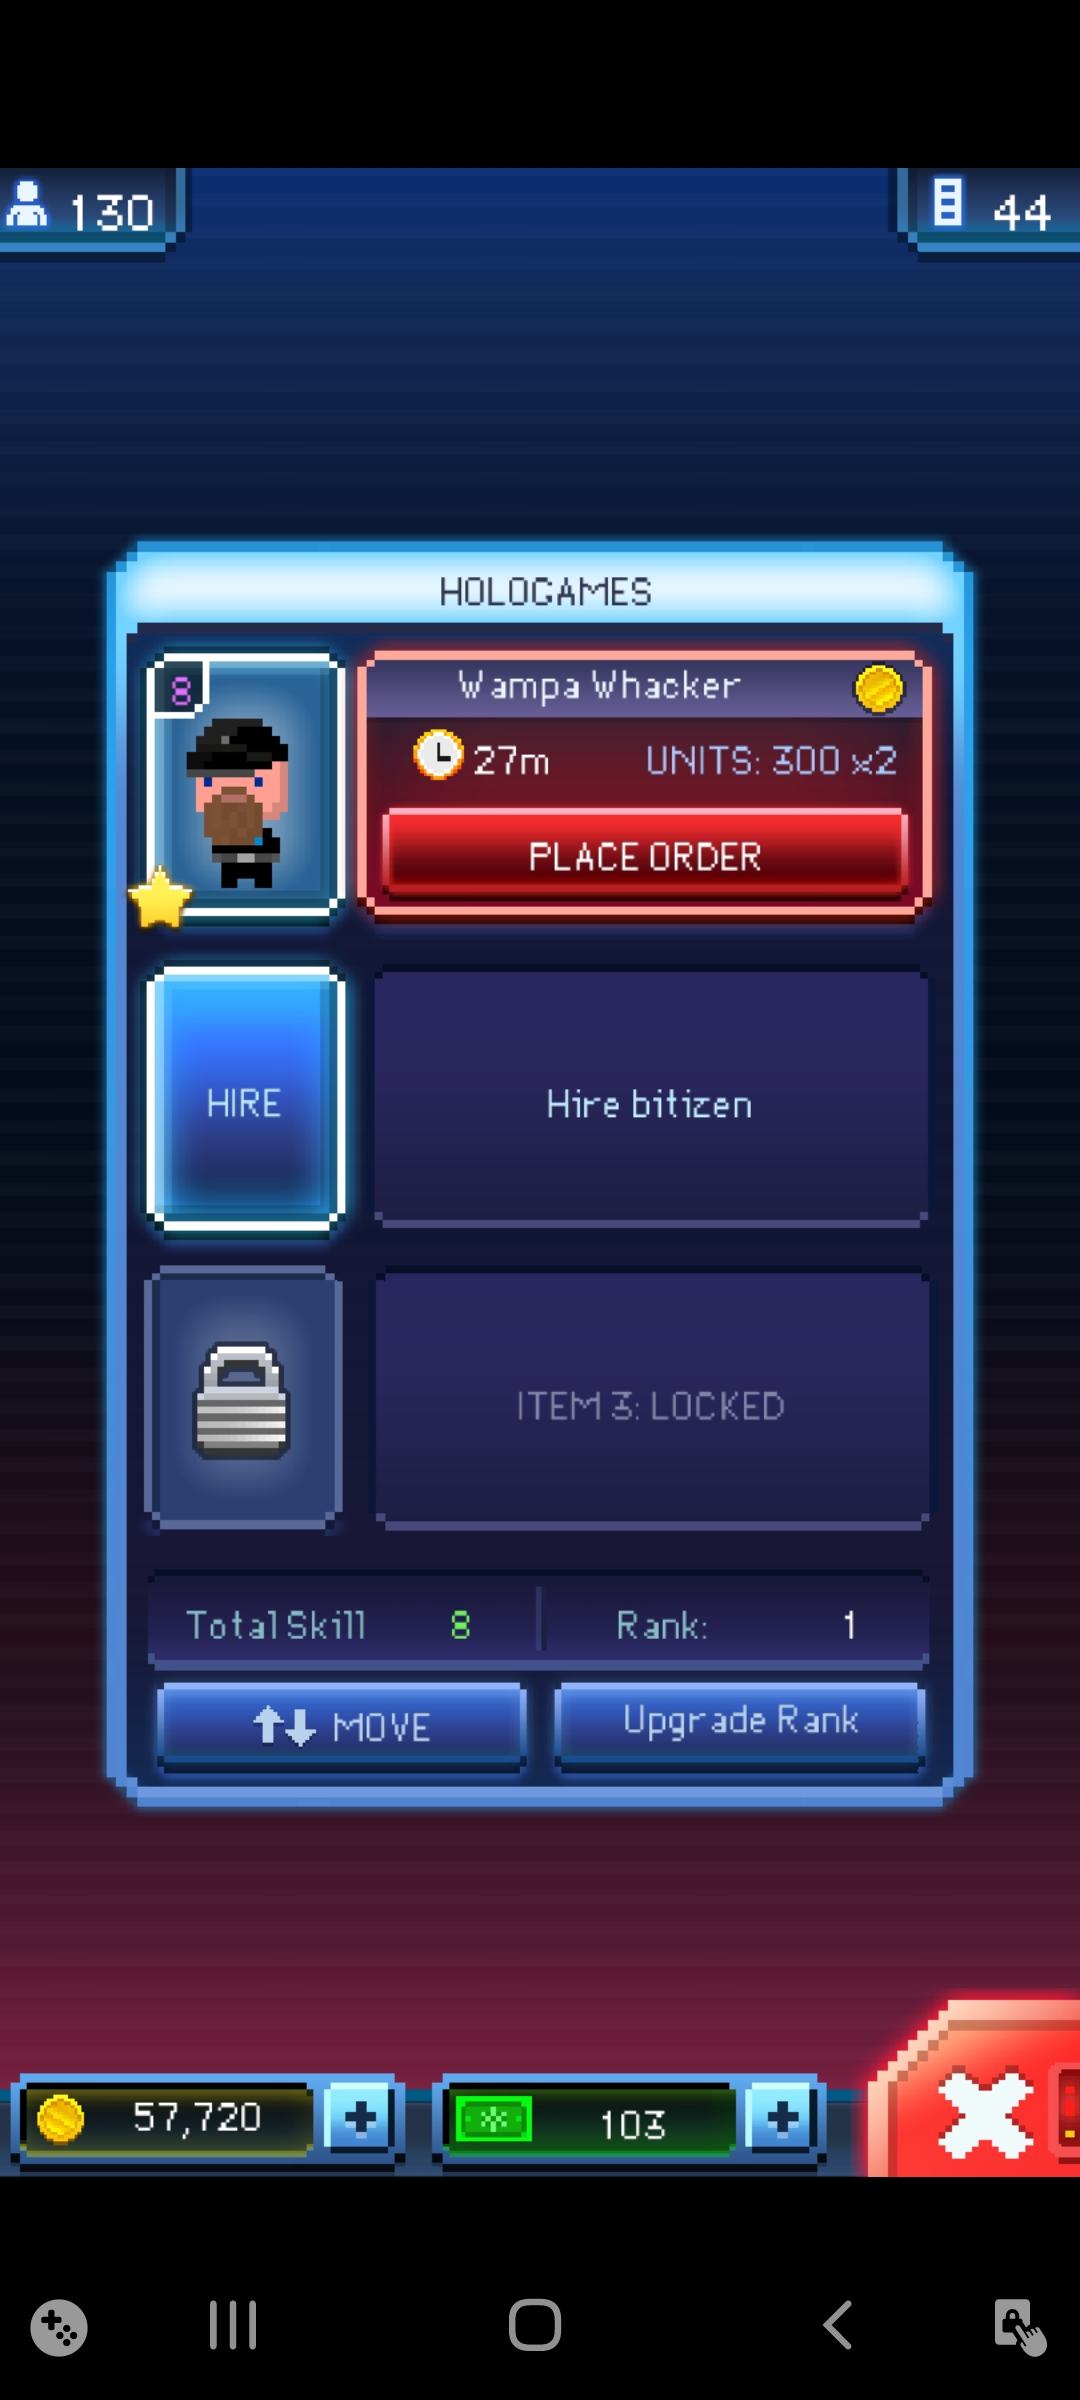 130
44
HOLOGAMES
8
Wampa Whacker
27m UNITS: 300 x2
PLACE ORDER
HIRE
Hire bitizen
ITEM 3: LOCKED
Total Skill 8 Rank: 1
MOVE
Upgrade Rank
57,720
103